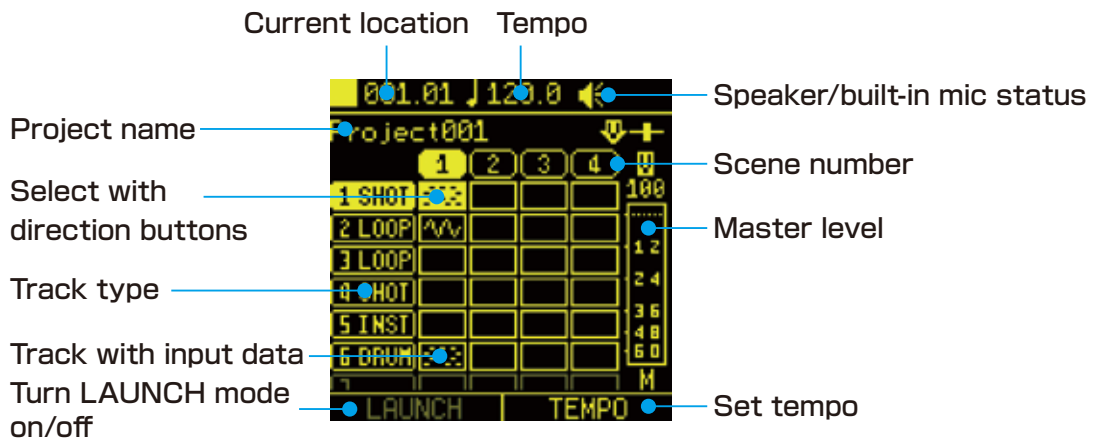 Current location Tempo
001.01 120.0
Speaker/built-in mic status
Project name
Project001
1 2 3 4
Scene number
Select with
direction buttons
1 SHOT
100
2 LOOP
Master level
12
3 LOOP
24
Track type
4 SHOT
36
5 INST
48
Track with input data
6 DRUM
60
7
M
Turn LAUNCH mode
on/off
LAUNCH TEMPO
Set tempo